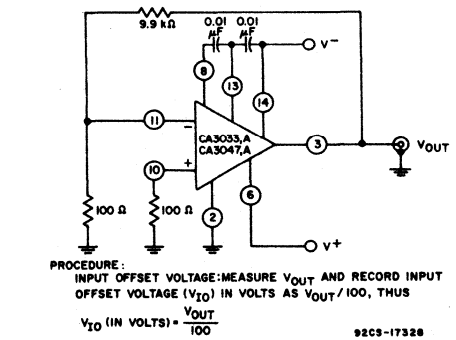 9.9 kΩ
0.01 μF
0.01 μF
V-
8
13
14
11
-
CA3033,A
CA3047,A
3
VOUT
10
+
6
100 Ω
100 Ω
2
V+
PROCEDURE:
INPUT OFFSET VOLTAGE:MEASURE VOUT AND RECORD INPUT
OFFSET VOLTAGE (VIO) IN VOLTS AS VOUT/100, THUS
VIO (IN VOLTS)= VOUT
100
92CS-17328